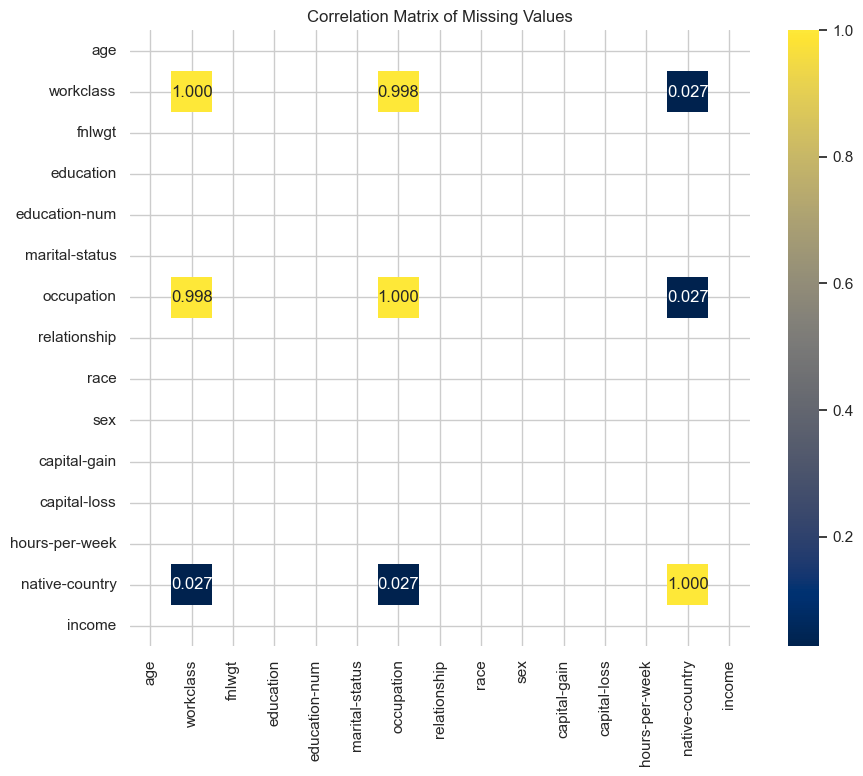 Correlation Matrix of Missing Values
age
workclass
fnlwgt
education
education-num
marital-status
occupation
relationship
race
sex
capital-gain
capital-loss
hours-per-week
native-country
income
1.000 0.998 0.027
0.998 1.000 0.027
0.027 0.027 1.000
age
workclass
fnlwgt
education
education-num
marital-status
occupation
relationship
race
sex
capital-gain
capital-loss
hours-per-week
native-country
income
1.0
0.8
0.6
0.4
0.2